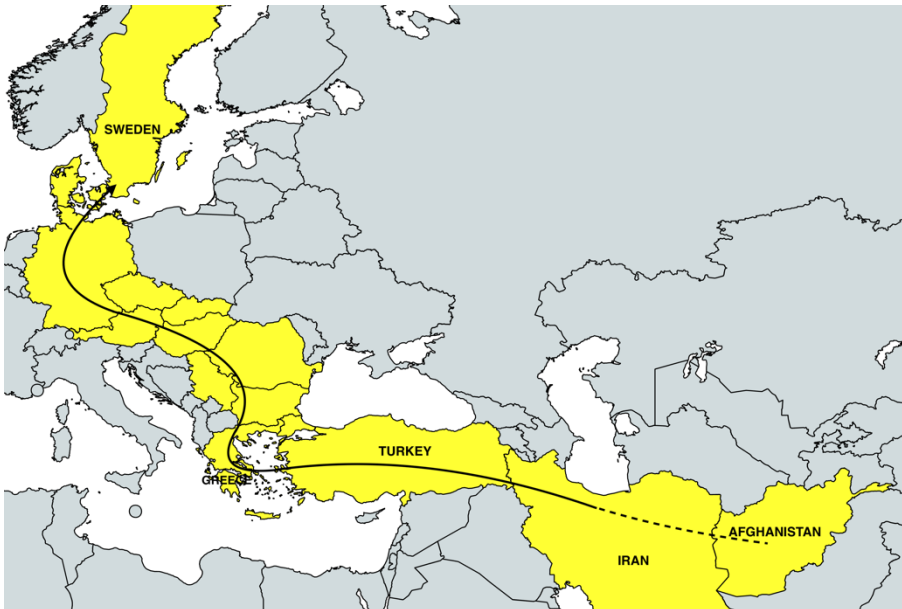 SWEDEN
TURKEY
GREECE
AFGHANISTAN
IRAN